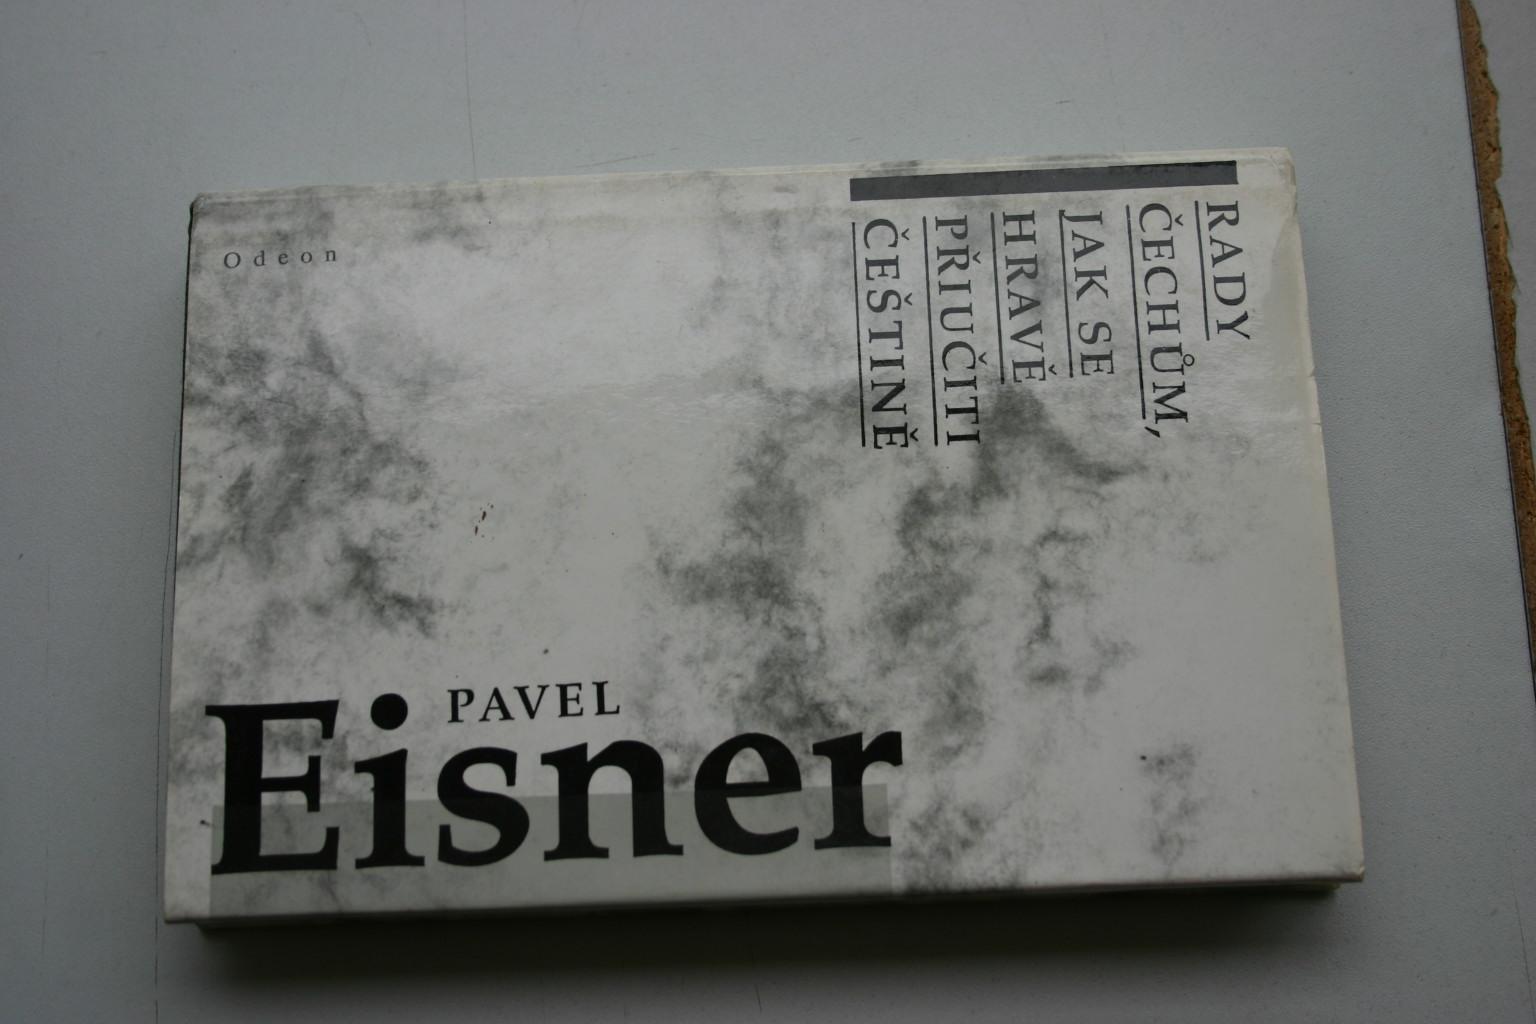 RADY
ČECHŮM,
JAK SE
HRAVĚ
PŘIUČITI
ČEŠTINĚ
Odeon
PAVEL
Eisner